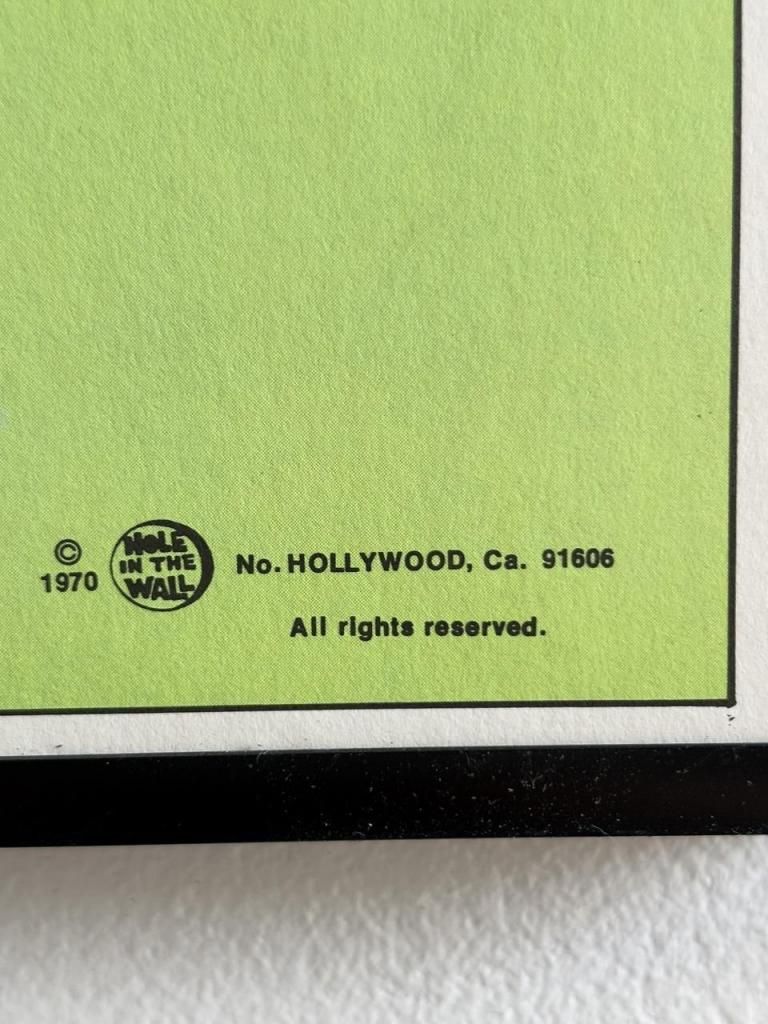 © 1970
HOLE
IN THE
WALL
No. HOLLYWOOD, Ca. 91606
All rights reserved.